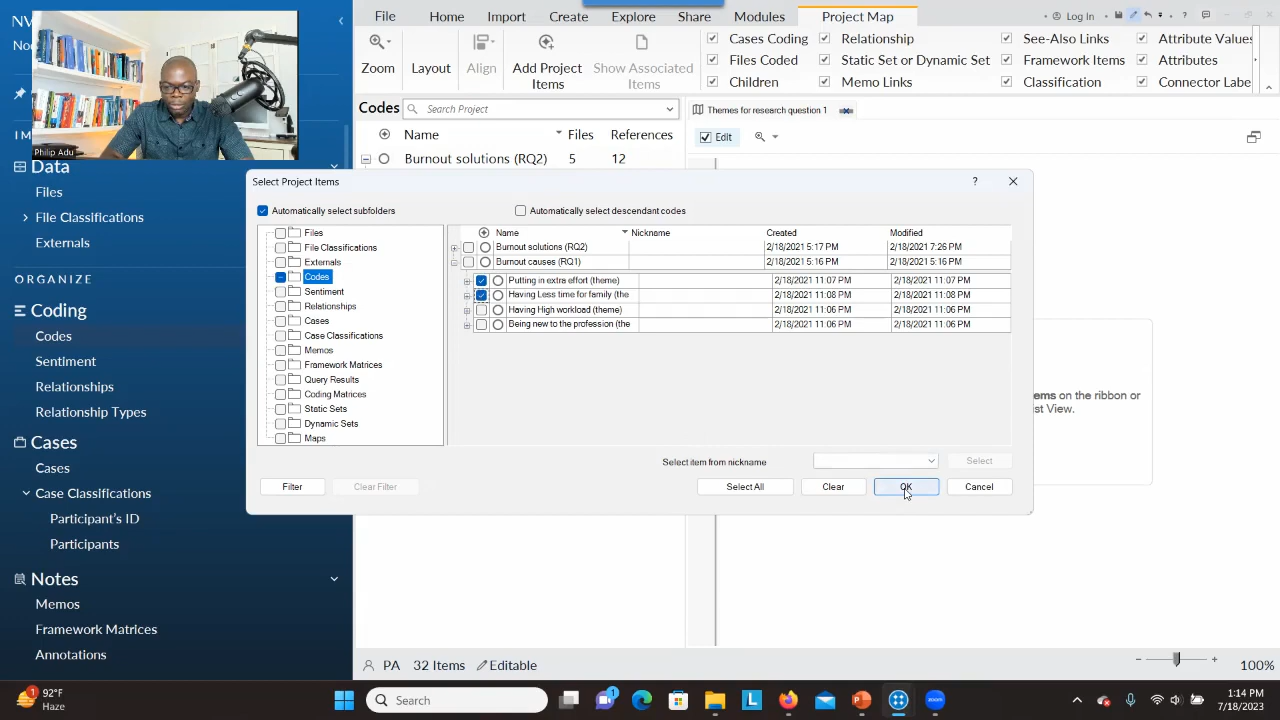 NV
File Home Import Create Explore Share Modules Project Map Log In
Zoom Layout Align Add Project Items Show Associated Items
Cases Coding Relationship See-Also Links Attribute Values
Files Coded Static Set or Dynamic Set Framework Items Attributes
Children Memo Links Classification Connector Labe
Philip Adu
IM
Data
Files
File Classifications
Externals
ORGANIZE
Coding
Codes
Sentiment
Relationships
Relationship Types
Cases
Cases
Case Classifications
Participant's ID
Participants
Notes
Memos
Framework Matrices
Annotations
Codes Search Project
Name Files References
Burnout solutions (RQ2) 5 12
Themes for research question 1
Edit
Select Project Items
Automatically select subfolders Automatically select descendant codes
Files
File Classifications
Externals
Codes
Sentiment
Relationships
Cases
Case Classifications
Memos
Framework Matrices
Query Results
Coding Matrices
Static Sets
Dynamic Sets
Maps
Name Nickname Created Modified
Burnout solutions (RQ2) 2/18/2021 5:17 PM 2/18/2021 7:26 PM
Burnout causes (RQ1) 2/18/2021 5:16 PM 2/18/2021 5:16 PM
Putting in extra effort (theme) 2/18/2021 11:07 PM 2/18/2021 11:07 PM
Having Less time for family (the 2/18/2021 11:08 PM 2/18/2021 11:08 PM
Having High workload (theme) 2/18/2021 11:06 PM 2/18/2021 11:06 PM
Being new to the profession (the 2/18/2021 11:06 PM 2/18/2021 11:06 PM
Select item from nickname Select
Filter Clear Filter Select All Clear OK Cancel
ems on the ribbon or
st View.
PA 32 Items Editable 100%
1 92°F
Haze
Search
1
1:14 PM
7/18/2023